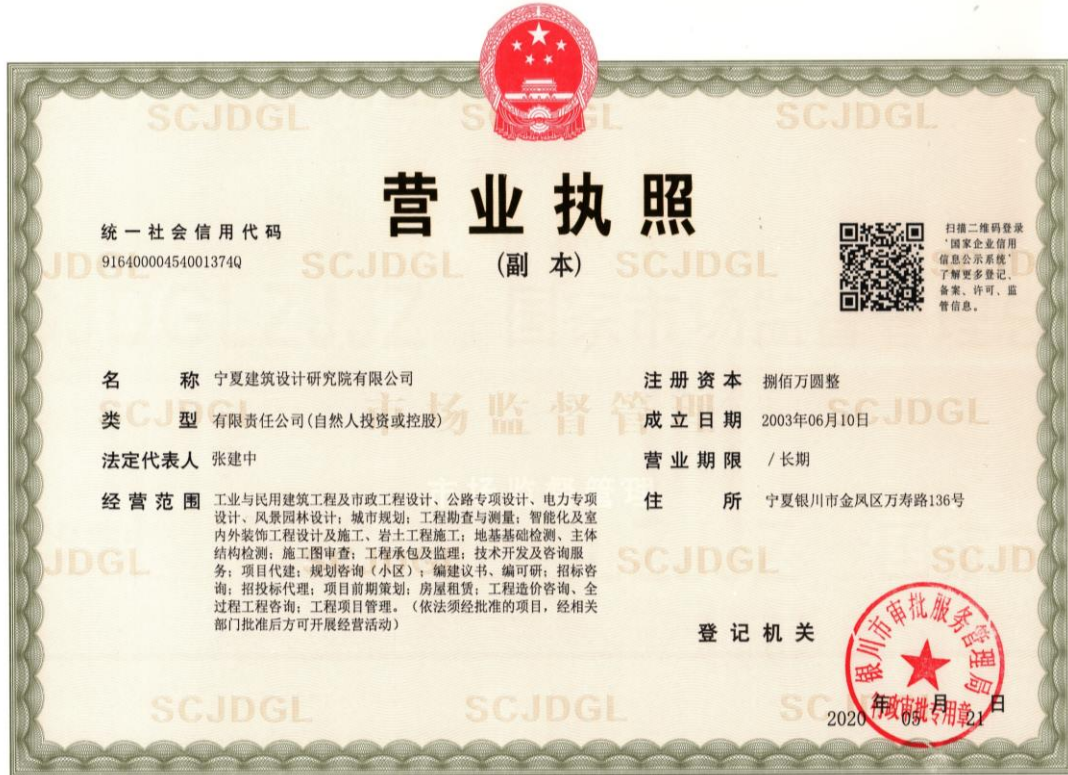 营业执照
(副 本)
统一社会信用代码
91640000454001374Q
扫描二维码登录
‘国家企业信用
信息公示系统’
了解更多登记、
备案、许可、监
管信息。
名 称 宁夏建筑设计研究院有限公司
类 型 有限责任公司(自然人投资或控股)
法定代表人 张建中
经营范围 工业与民用建筑工程及市政工程设计、公路专项设计、电力专项
设计、风景园林设计；城市规划；工程勘查与测量；智能化及室
内外装饰工程设计及施工、岩土工程施工；地基基础检测、主体
结构检测；施工图审查；工程承包及监理；技术开发及咨询服
务；项目代建；规划咨询（小区）；编建议书、编可研；招标咨
询；招投标代理；项目前期策划；房屋租赁；工程造价咨询、全
过程工程咨询；工程项目管理。（依法须经批准的项目，经相关
部门批准后方可开展经营活动）
注册资本 捌佰万圆整
成立日期 2003年06月10日
营业期限 / 长期
住 所 宁夏银川市金凤区万寿路136号
登记机关
银川市审批服务管理局
行政审批专用章
2020 年 05 月 21 日
SCJDGL
市场监督管理